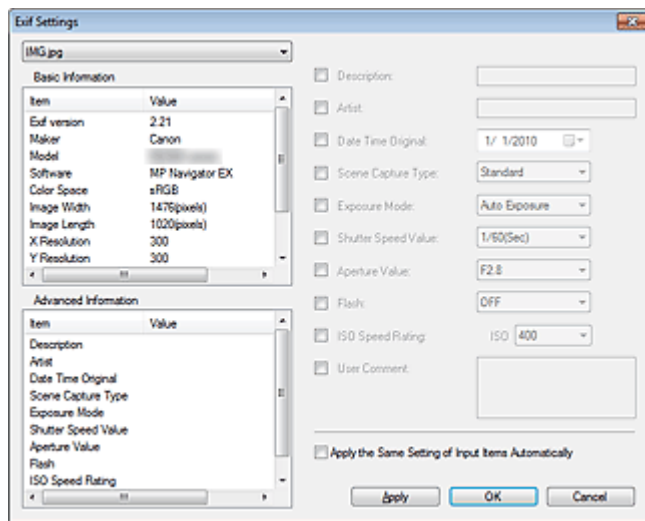 Exif Settings
IMG.jpg
Basic Information
Item Value
Exif version 2.21
Maker Canon
Model
Software MP Navigator EX
Color Space sRGB
Image Width 1476(pixels)
Image Length 1020(pixels)
X Resolution 300
Y Resolution 300
Advanced Information
Item Value
Description
Artist
Date Time Original
Scene Capture Type
Exposure Mode
Shutter Speed Value
Aperture Value
Flash
ISO Speed Rating
Description:
Artist:
Date Time Original: 1/ 1/2010
Scene Capture Type: Standard
Exposure Mode: Auto Exposure
Shutter Speed Value: 1/60(Sec)
Aperture Value: F2.8
Flash: OFF
ISO Speed Rating: ISO 400
User Comment:
Apply the Same Setting of Input Items Automatically
Apply OK Cancel